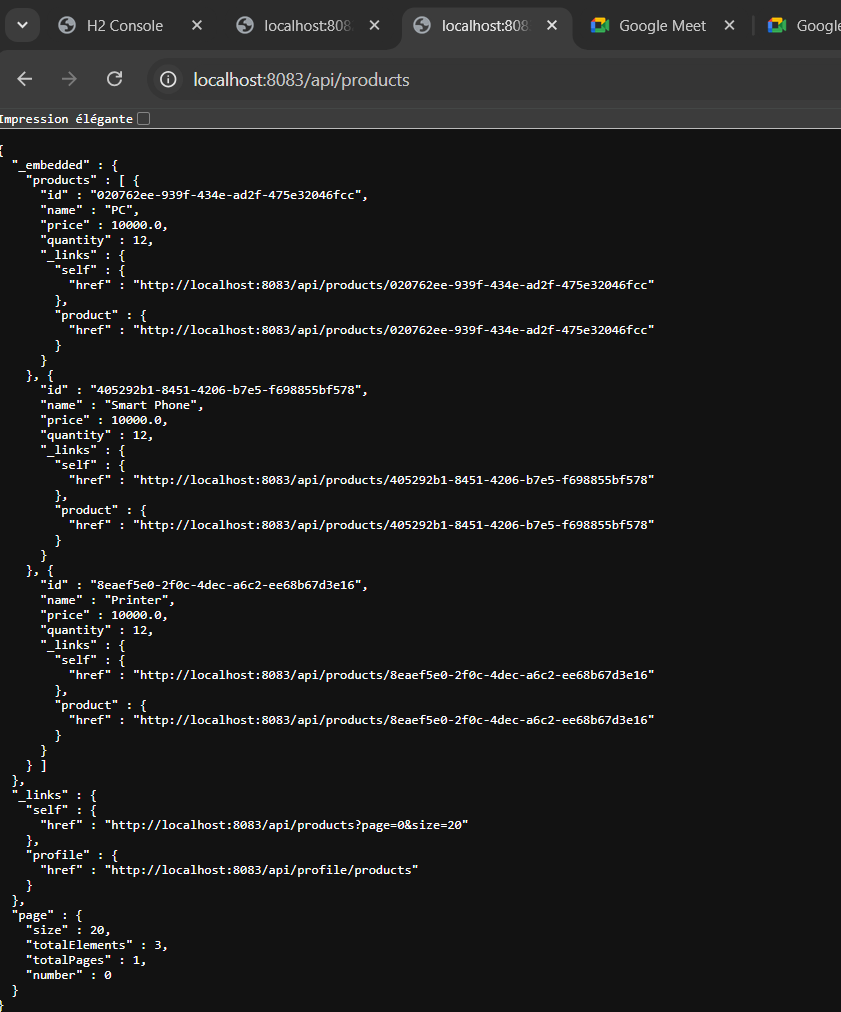 H2 Console
localhost:808
localhost:808
Google Meet
Google
localhost:8083/api/products
Impression élégante
{
  "_embedded" : {
    "products" : [ {
      "id" : "020762ee-939f-434e-ad2f-475e32046fcc",
      "name" : "PC",
      "price" : 10000.0,
      "quantity" : 12,
      "_links" : {
        "self" : {
          "href" : "http://localhost:8083/api/products/020762ee-939f-434e-ad2f-475e32046fcc"
        },
        "product" : {
          "href" : "http://localhost:8083/api/products/020762ee-939f-434e-ad2f-475e32046fcc"
        }
      }
    }, {
      "id" : "405292b1-8451-4206-b7e5-f698855bf578",
      "name" : "Smart Phone",
      "price" : 10000.0,
      "quantity" : 12,
      "_links" : {
        "self" : {
          "href" : "http://localhost:8083/api/products/405292b1-8451-4206-b7e5-f698855bf578"
        },
        "product" : {
          "href" : "http://localhost:8083/api/products/405292b1-8451-4206-b7e5-f698855bf578"
        }
      }
    }, {
      "id" : "8eaef5e0-2f0c-4dec-a6c2-ee68b67d3e16",
      "name" : "Printer",
      "price" : 10000.0,
      "quantity" : 12,
      "_links" : {
        "self" : {
          "href" : "http://localhost:8083/api/products/8eaef5e0-2f0c-4dec-a6c2-ee68b67d3e16"
        },
        "product" : {
          "href" : "http://localhost:8083/api/products/8eaef5e0-2f0c-4dec-a6c2-ee68b67d3e16"
        }
      }
    } ]
  },
  "_links" : {
    "self" : {
      "href" : "http://localhost:8083/api/products?page=0&size=20"
    },
    "profile" : {
      "href" : "http://localhost:8083/api/profile/products"
    }
  },
  "page" : {
    "size" : 20,
    "totalElements" : 3,
    "totalPages" : 1,
    "number" : 0
  }
}